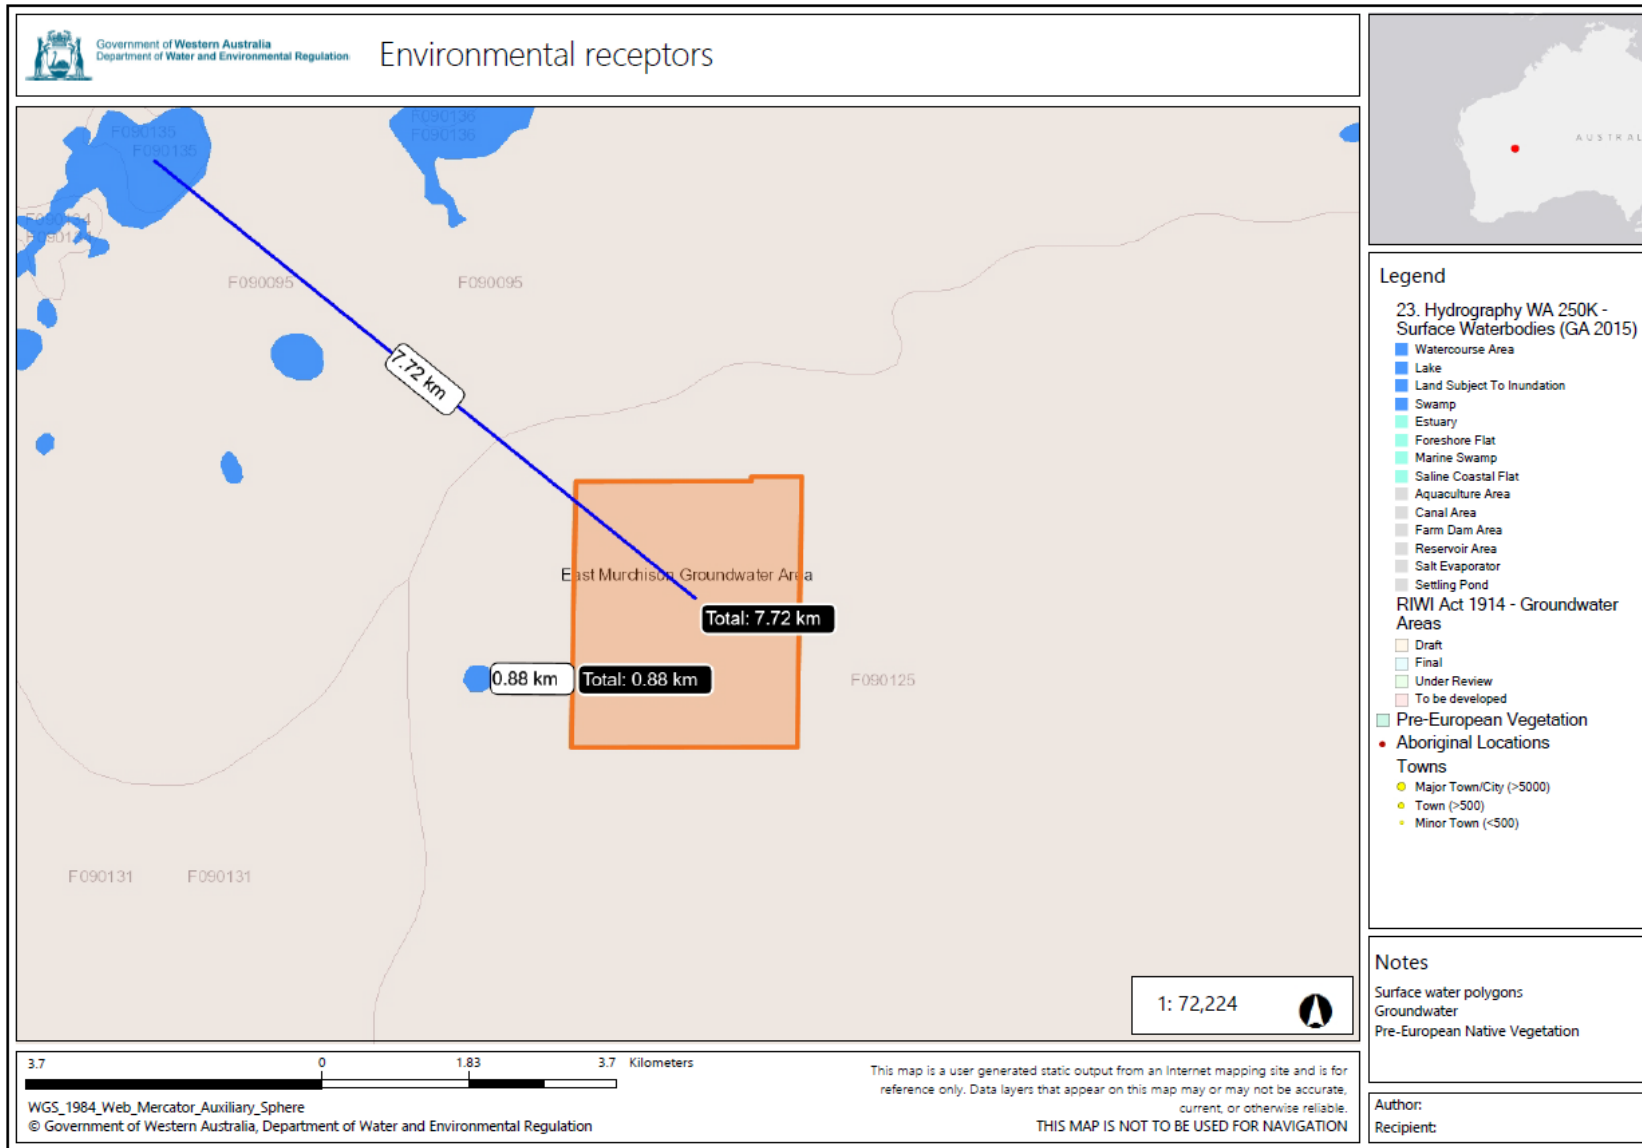 Government of Western Australia
Department of Water and Environmental Regulation
Environmental receptors
F090135
F090135
F090136
F090136
F090134
F090095
F090095
7.72 km
East Murchison Groundwater Area
Total: 7.72 km
0.88 km
Total: 0.88 km
F090125
F090131
F090131
1: 72,224
AUSTRAL
Legend
23. Hydrography WA 250K -
Surface Waterbodies (GA 2015)
Watercourse Area
Lake
Land Subject To Inundation
Swamp
Estuary
Foreshore Flat
Marine Swamp
Saline Coastal Flat
Aquaculture Area
Canal Area
Farm Dam Area
Reservoir Area
Salt Evaporator
Settling Pond
RIWI Act 1914 - Groundwater
Areas
Draft
Final
Under Review
To be developed
Pre-European Vegetation
Aboriginal Locations
Towns
Major Town/City (>5000)
Town (>500)
Minor Town (<500)
Notes
Surface water polygons
Groundwater
Pre-European Native Vegetation
3.7 0 1.83 3.7 Kilometers
WGS_1984_Web_Mercator_Auxiliary_Sphere
© Government of Western Australia, Department of Water and Environmental Regulation
This map is a user generated static output from an Internet mapping site and is for
reference only. Data layers that appear on this map may or may not be accurate,
current, or otherwise reliable.
THIS MAP IS NOT TO BE USED FOR NAVIGATION
Author:
Recipient: